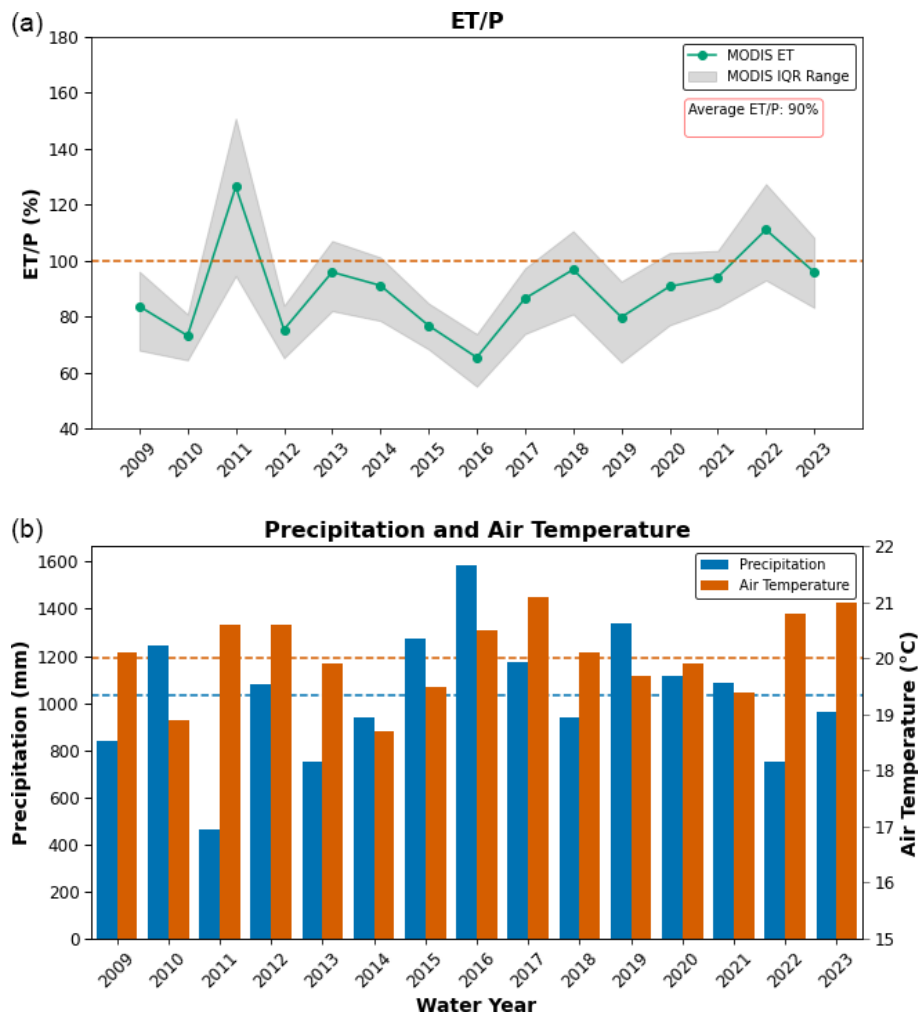 (a)
ET/P
180
160
140
120
100
80
60
40
ET/P (%)
MODIS ET
MODIS IQR Range
Average ET/P: 90%
2009 2010 2011 2012 2013 2014 2015 2016 2017 2018 2019 2020 2021 2022 2023
(b)
Precipitation and Air Temperature
1600
1400
1200
1000
800
600
400
200
0
Precipitation (mm)
Precipitation
Air Temperature
22
21
20
19
18
17
16
15
Air Temperature (°C)
2009 2010 2011 2012 2013 2014 2015 2016 2017 2018 2019 2020 2021 2022 2023
Water Year